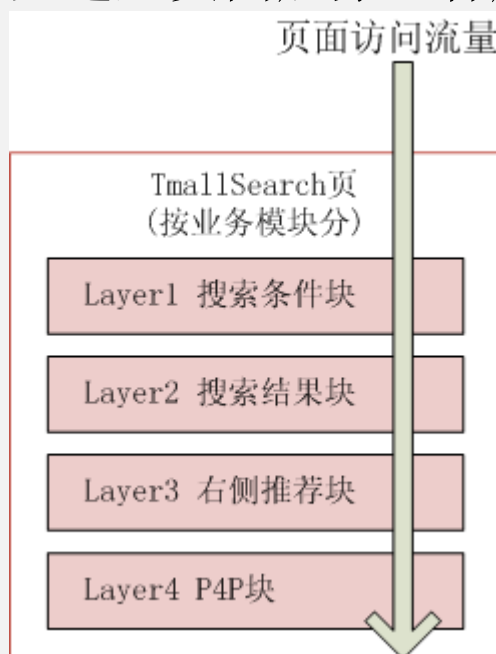 页面访问流量
TmallSearch页
(按业务模块分)
Layer1 搜索条件块
Layer2 搜索结果块
Layer3 右侧推荐块
Layer4 P4P块